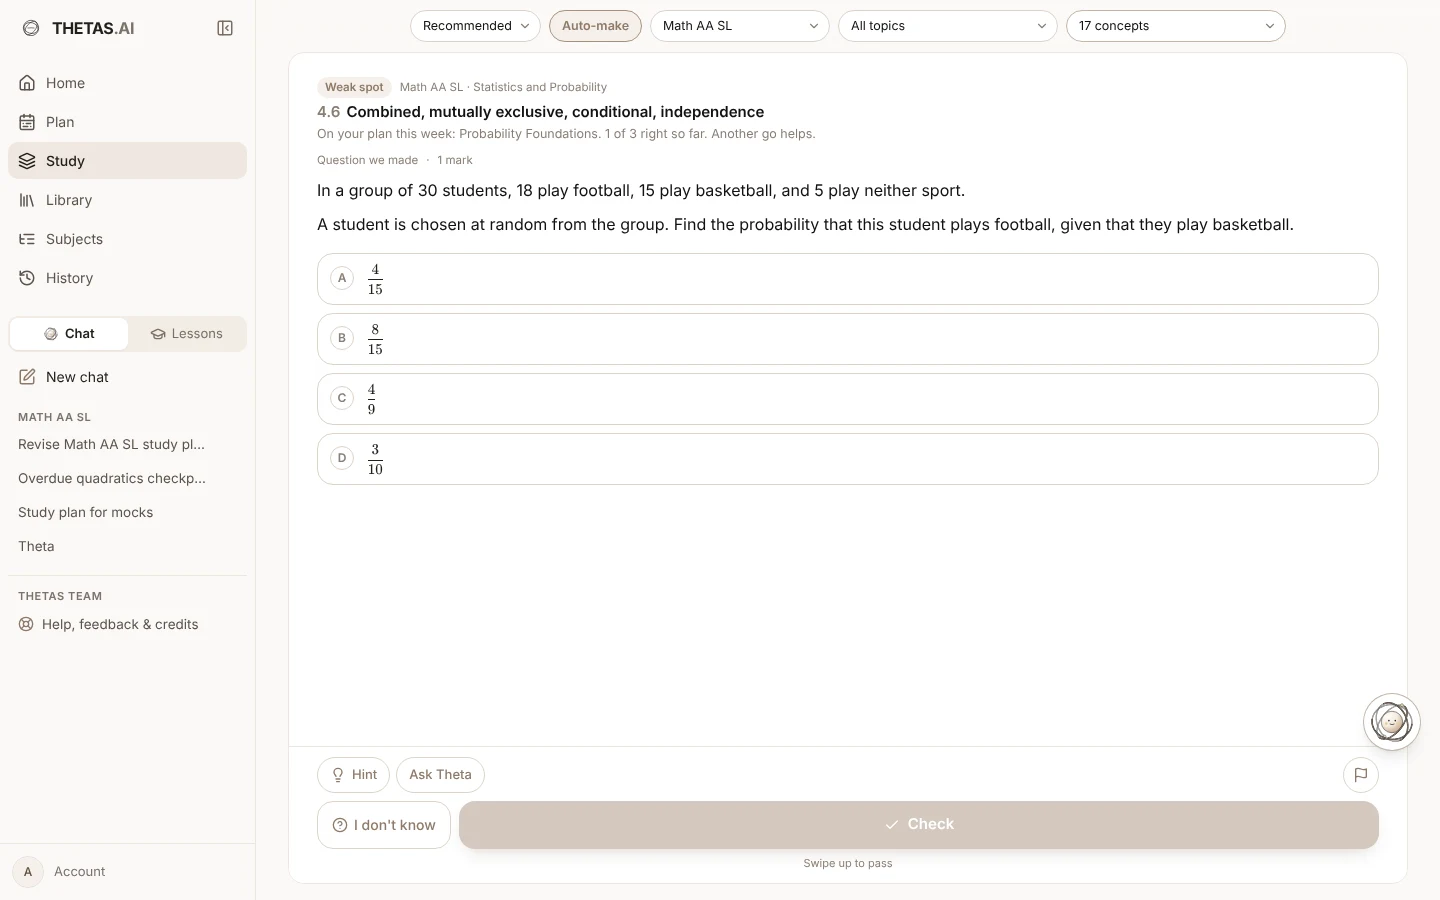 THETAS.AI
Home
Plan
Study
Library
Subjects
History
Chat
Lessons
New chat
MATH AA SL
Revise Math AA SL study pl...
Overdue quadratics checkp...
Study plan for mocks
Theta
THETAS TEAM
Help, feedback & credits
A
Account
Recommended
Auto-make
Math AA SL
All topics
17 concepts
Weak spot
Math AA SL · Statistics and Probability
4.6 Combined, mutually exclusive, conditional, independence
On your plan this week: Probability Foundations. 1 of 3 right so far. Another go helps.
Question we made · 1 mark
In a group of 30 students, 18 play football, 15 play basketball, and 5 play neither sport.
A student is chosen at random from the group. Find the probability that this student plays football, given that they play basketball.
A 4/15
B 8/15
C 4/9
D 3/10
Hint
Ask Theta
I don't know
Check
Swipe up to pass